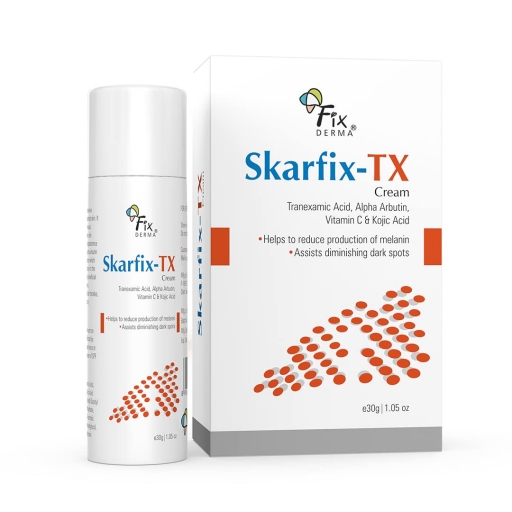 Fix
DERMA®
Skarfix-TX
Cream
Tranexamic Acid, Alpha Arbutin,
Vitamin C & Kojic Acid
•Helps to reduce production of melanin
•Assists diminishing dark spots
e30g|1.05 oz
Skarfix-TX
Fix
DERMA®
Skarfix-TX
Cream
Tranexamic Acid, Alpha Arbutin,
Vitamin C & Kojic Acid
•Helps to reduce production of melanin
•Assists diminishing dark spots
e30g|1.05 oz